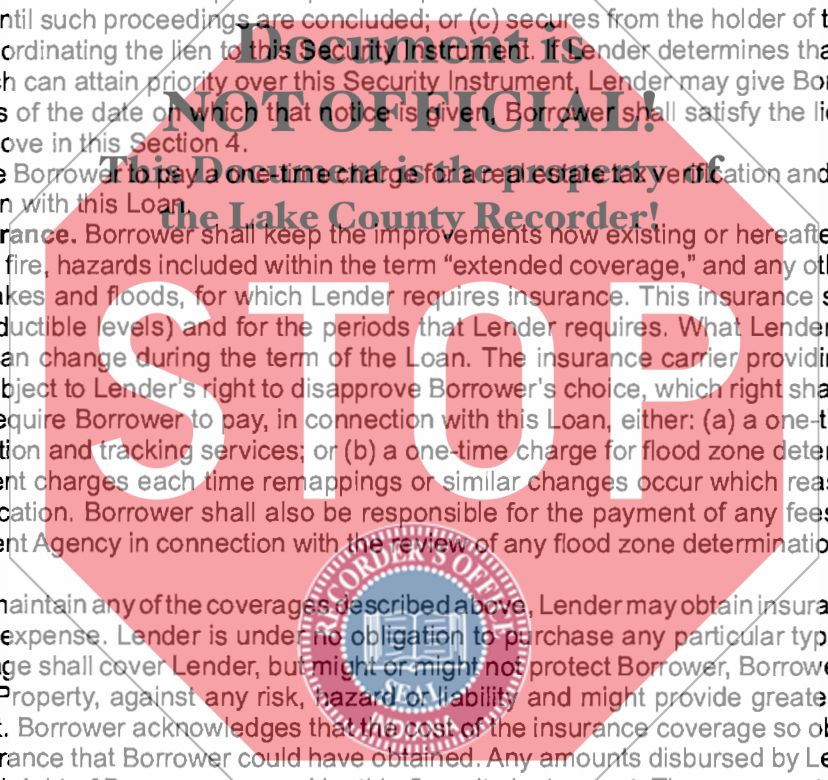 ntil such proceedings are concluded; or (c) secures from the holder of t
ordinating the lien to this Security Instrument. If Lender determines tha
h can attain priority over this Security Instrument, Lender may give Bo
s of the date on which that notice is given, Borrower shall satisfy the lie
ove in this Section 4.
e Borrower to pay a one-time charge for a real estate tax verification and
n with this Loan.
rance. Borrower shall keep the improvements now existing or hereafte
fire, hazards included within the term “extended coverage,” and any oth
akes and floods, for which Lender requires insurance. This insurance s
ductible levels) and for the periods that Lender requires. What Lender
an change during the term of the Loan. The insurance carrier providin
bject to Lender's right to disapprove Borrower's choice, which right sha
equire Borrower to pay, in connection with this Loan, either: (a) a one-t
tion and tracking services; or (b) a one-time charge for flood zone deter
ent charges each time remappings or similar changes occur which reas
cation. Borrower shall also be responsible for the payment of any fees
ent Agency in connection with the review of any flood zone determinatio
naintain any of the coverages described above, Lender may obtain insura
expense. Lender is under no obligation to purchase any particular typ
ge shall cover Lender, but might or might not protect Borrower, Borrowe
Property, against any risk, hazard or liability and might provide greate
. Borrower acknowledges that the cost of the insurance coverage so ob
rance that Borrower could have obtained. Any amounts disbursed by Le
Document is
NOT OFFICIAL!
This Document is the property of
the Lake County Recorder!
STOP
RECORDER'S OFFICE
SEAL
INDIANA